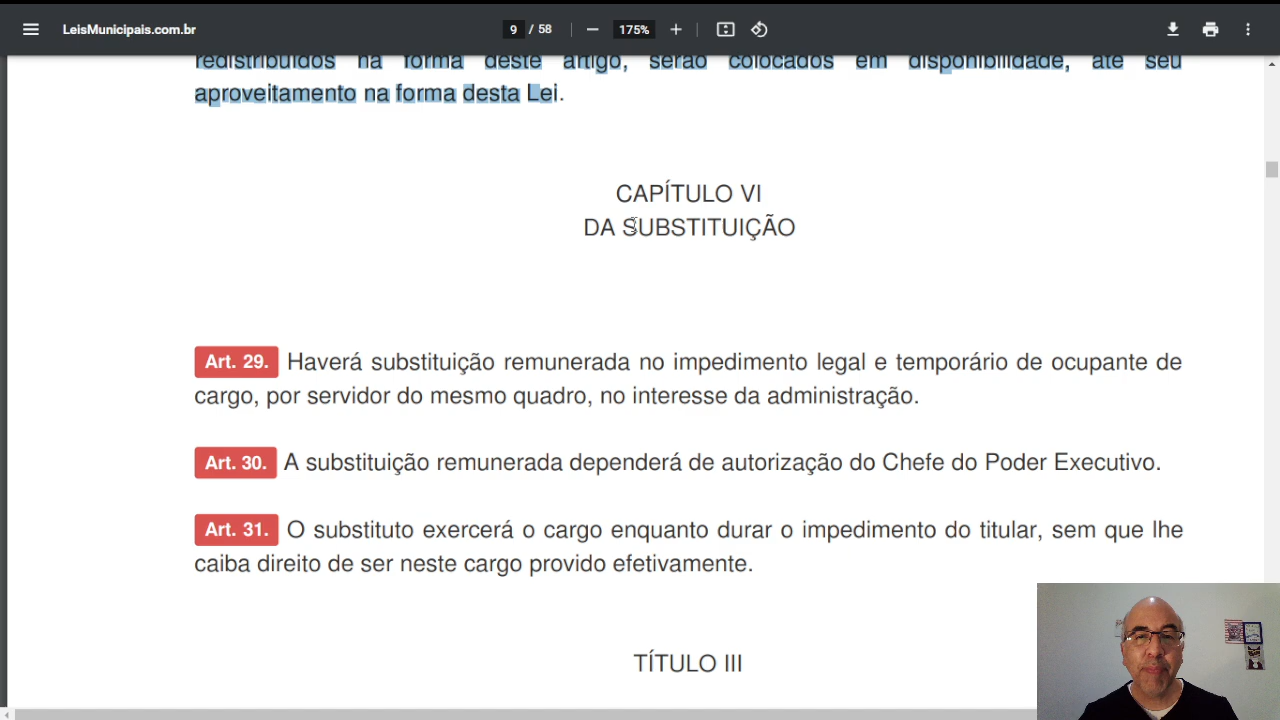 LeisMunicipais.com.br
9 / 58
175%
redistribuídos na forma deste artigo, serão colocados em disponibilidade, até seu
aproveitamento na forma desta Lei.
CAPÍTULO VI
DA SUBSTITUIÇÃO
Art. 29. Haverá substituição remunerada no impedimento legal e temporário de ocupante de
cargo, por servidor do mesmo quadro, no interesse da administração.
Art. 30. A substituição remunerada dependerá de autorização do Chefe do Poder Executivo.
Art. 31. O substituto exercerá o cargo enquanto durar o impedimento do titular, sem que lhe
caiba direito de ser neste cargo provido efetivamente.
TÍTULO III